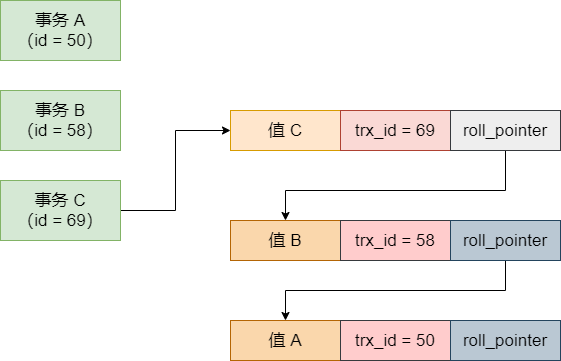 事务 A
（id = 50）
事务 B
（id = 58）
事务 C
（id = 69）
值 C
trx_id = 69
roll_pointer
值 B
trx_id = 58
roll_pointer
值 A
trx_id = 50
roll_pointer